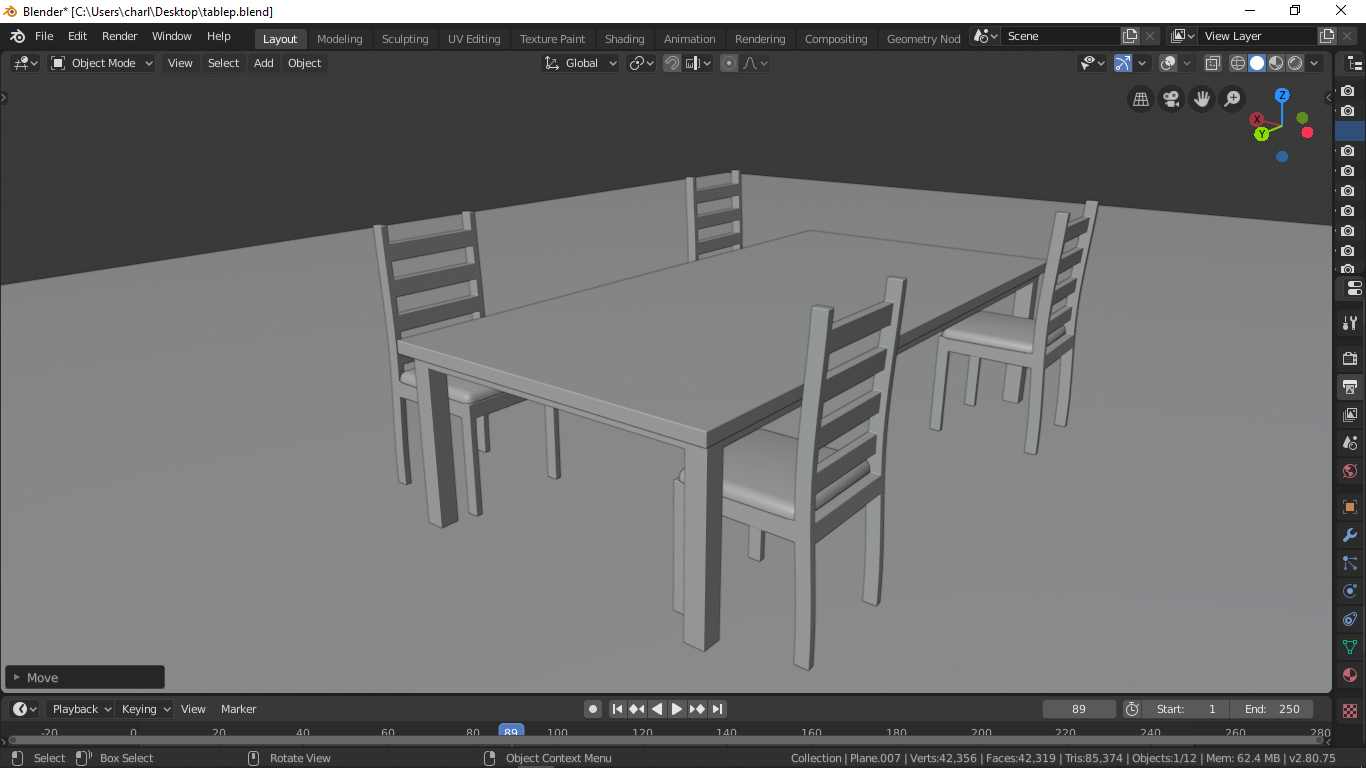 Blender* [C:\Users\charl\Desktop\tablep.blend]
File Edit Render Window Help Layout Modeling Sculpting UV Editing Texture Paint Shading Animation Rendering Compositing Geometry Nod Scene View Layer
Object Mode View Select Add Object Global
Z
X
Y
Move
Playback Keying View Marker 89 Start: 1 End: 250
-20 0 20 40 60 80 89 100 120 140 160 180 200 220 240 260 280
Select Box Select Rotate View Object Context Menu Collection | Plane.007 | Verts:42,356 | Faces:42,319 | Tris:85,374 | Objects:1/12 | Mem: 62.4 MB | v2.80.75